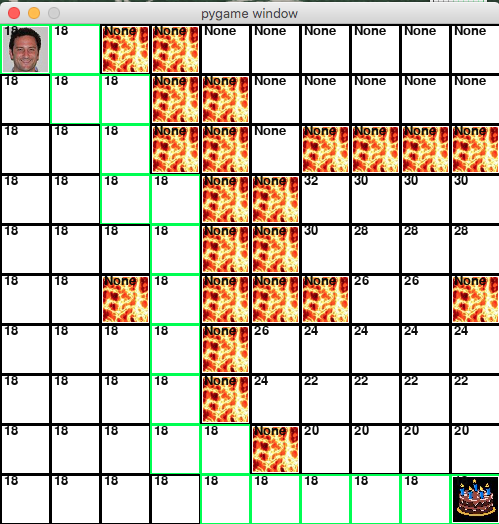 pygame window
18 18 None None None None None None None None
18 18 18 None None None None None None None
18 18 18 None None None None None None None
18 18 18 18 None None 32 30 30 30
18 18 18 18 None None 30 28 28 28
18 18 None 18 None None None 26 26 None
18 18 18 18 None 26 24 24 24 24
18 18 18 18 None 24 22 22 22 22
18 18 18 18 18 None 20 20 20 20
18 18 18 18 18 18 18 18 18